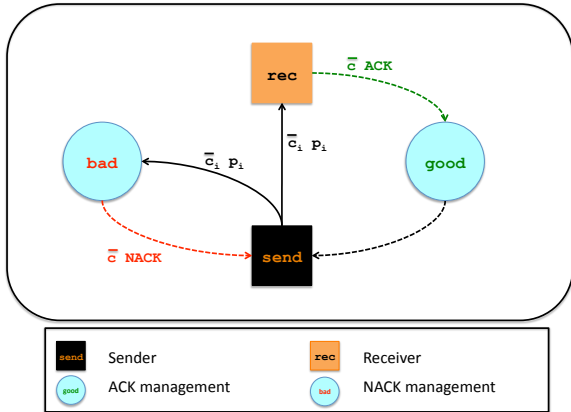 rec
c̅ ACK
bad
c̅ᵢ pᵢ
c̅ᵢ pᵢ
good
c̅ NACK
send
send Sender
rec Receiver
good ACK management
bad NACK management